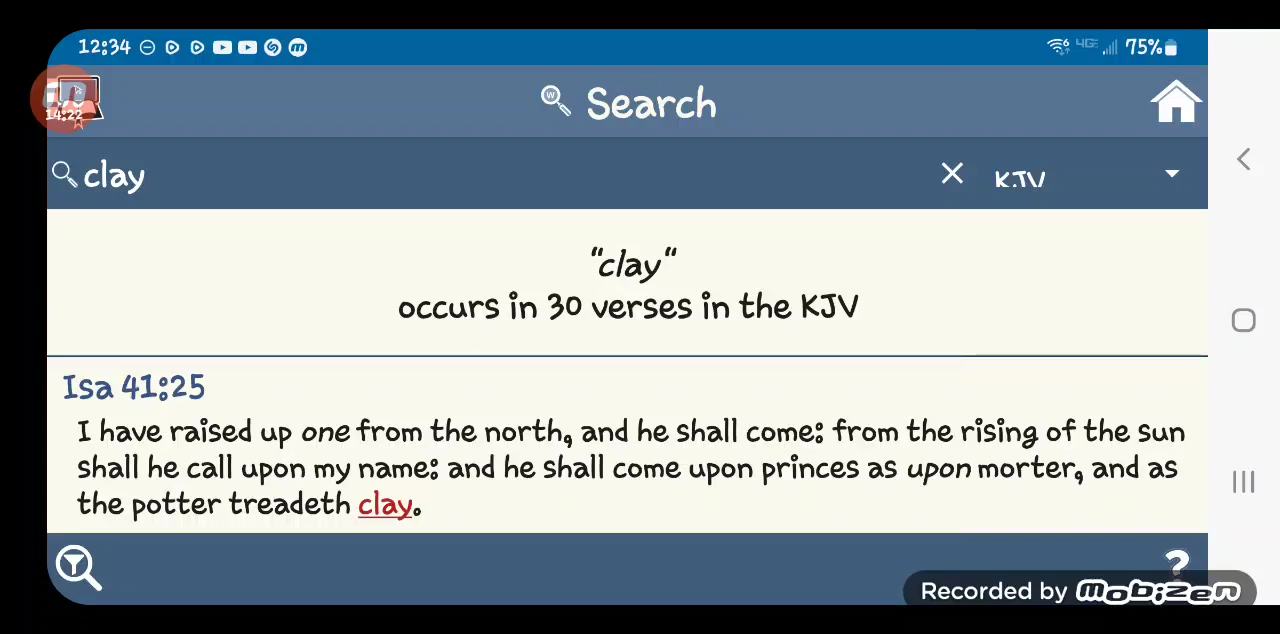 12:34 4GE 75%
14:22
Search
clay KJV
"clay"
occurs in 30 verses in the KJV
Isa 41:25
I have raised up one from the north, and he shall come: from the rising of the sun
shall he call upon my name: and he shall come upon princes as upon morter, and as
the potter treadeth clay.
?
Recorded by mobizen